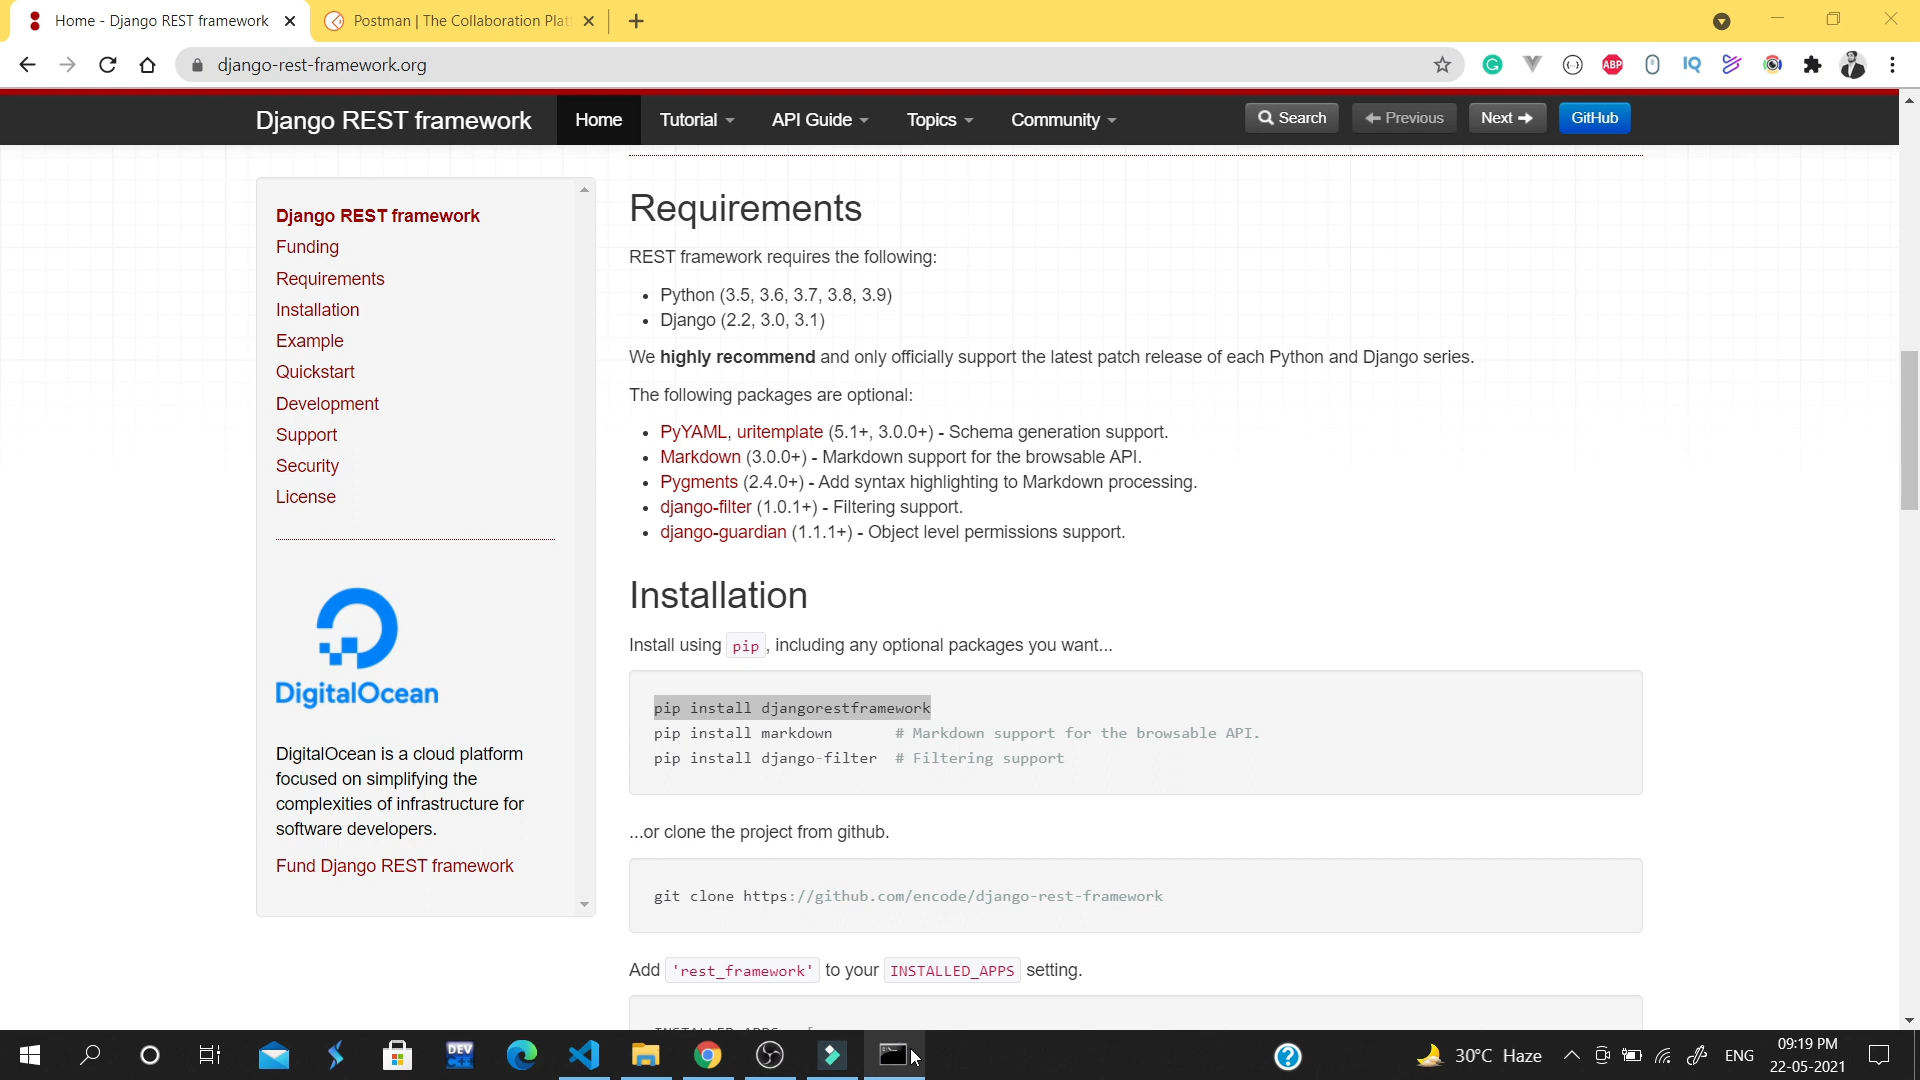 Home - Django REST framework
Postman | The Collaboration Plat
django-rest-framework.org
ABP
IQ
Django REST framework
Home
Tutorial
API Guide
Topics
Community
Search
Previous
Next
GitHub
Django REST framework
Funding
Requirements
Installation
Example
Quickstart
Development
Support
Security
License
DigitalOcean
DigitalOcean is a cloud platform
focused on simplifying the
complexities of infrastructure for
software developers.
Fund Django REST framework
Requirements
REST framework requires the following:
Python (3.5, 3.6, 3.7, 3.8, 3.9)
Django (2.2, 3.0, 3.1)
We highly recommend and only officially support the latest patch release of each Python and Django series.
The following packages are optional:
PyYAML, uritemplate (5.1+, 3.0.0+) - Schema generation support.
Markdown (3.0.0+) - Markdown support for the browsable API.
Pygments (2.4.0+) - Add syntax highlighting to Markdown processing.
django-filter (1.0.1+) - Filtering support.
django-guardian (1.1.1+) - Object level permissions support.
Installation
Install using pip, including any optional packages you want...
pip install djangorestframework
pip install markdown # Markdown support for the browsable API.
pip install django-filter # Filtering support
...or clone the project from github.
git clone https://github.com/encode/django-rest-framework
Add 'rest_framework' to your INSTALLED_APPS setting.
DEV
C++
30°C Haze
ENG
09:19 PM
22-05-2021